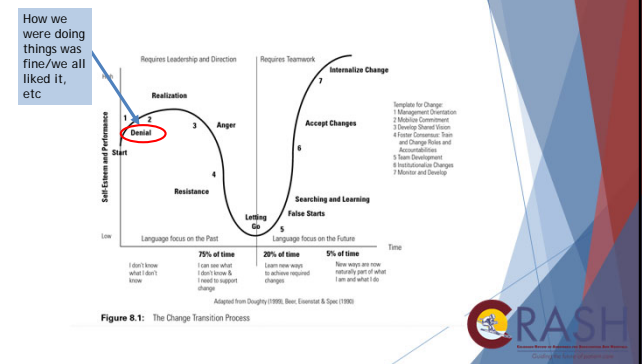 How we
were doing
things was
fine/we all
liked it,
etc
Requires Leadership and Direction
Requires Teamwork
High
Internalize Change
7
Realization
1
2
Denial
3
Anger
Accept Changes
Start
6
4
Resistance
Self-Esteem and Performance
Template for Change:
1 Management Orientation
2 Mobilize Commitment
3 Develop Shared Vision
4 Foster Consensus: Train
and Change Roles and
Accountabilities
5 Team Development
6 Institutionalize Changes
7 Monitor and Develop
Searching and Learning
Letting
Go
False Starts
5
Low
Language focus on the Past
Language focus on the Future
Time
75% of time
20% of time
5% of time
I don't know
what I don't
know
I can see what
I don't know &
I need to support
change
Learn new ways
to achieve required
changes
New ways are now
naturally part of what
I am and what I do
Adapted from Doughty (1999), Beer, Eisenstat & Spec (1990)
Figure 8.1: The Change Transition Process
CRASH